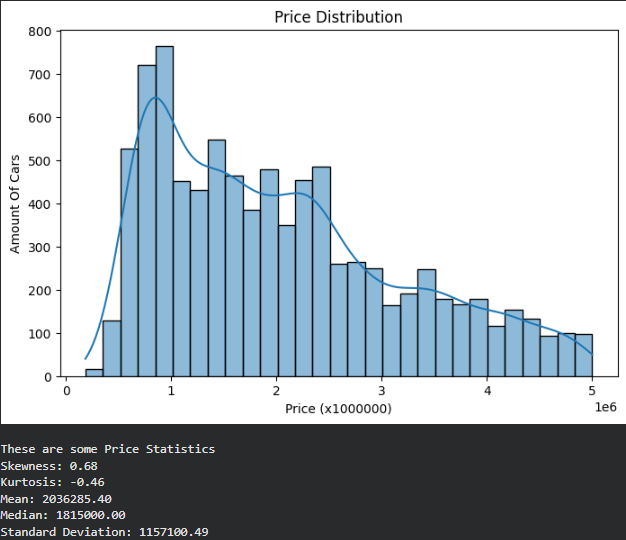 Price Distribution
800
700
600
500
400
300
200
100
0
Amount Of Cars
0 1 2 3 4 5
1e6
Price (x1000000)
These are some Price Statistics
Skewness: 0.68
Kurtosis: -0.46
Mean: 2036285.40
Median: 1815000.00
Standard Deviation: 1157100.49